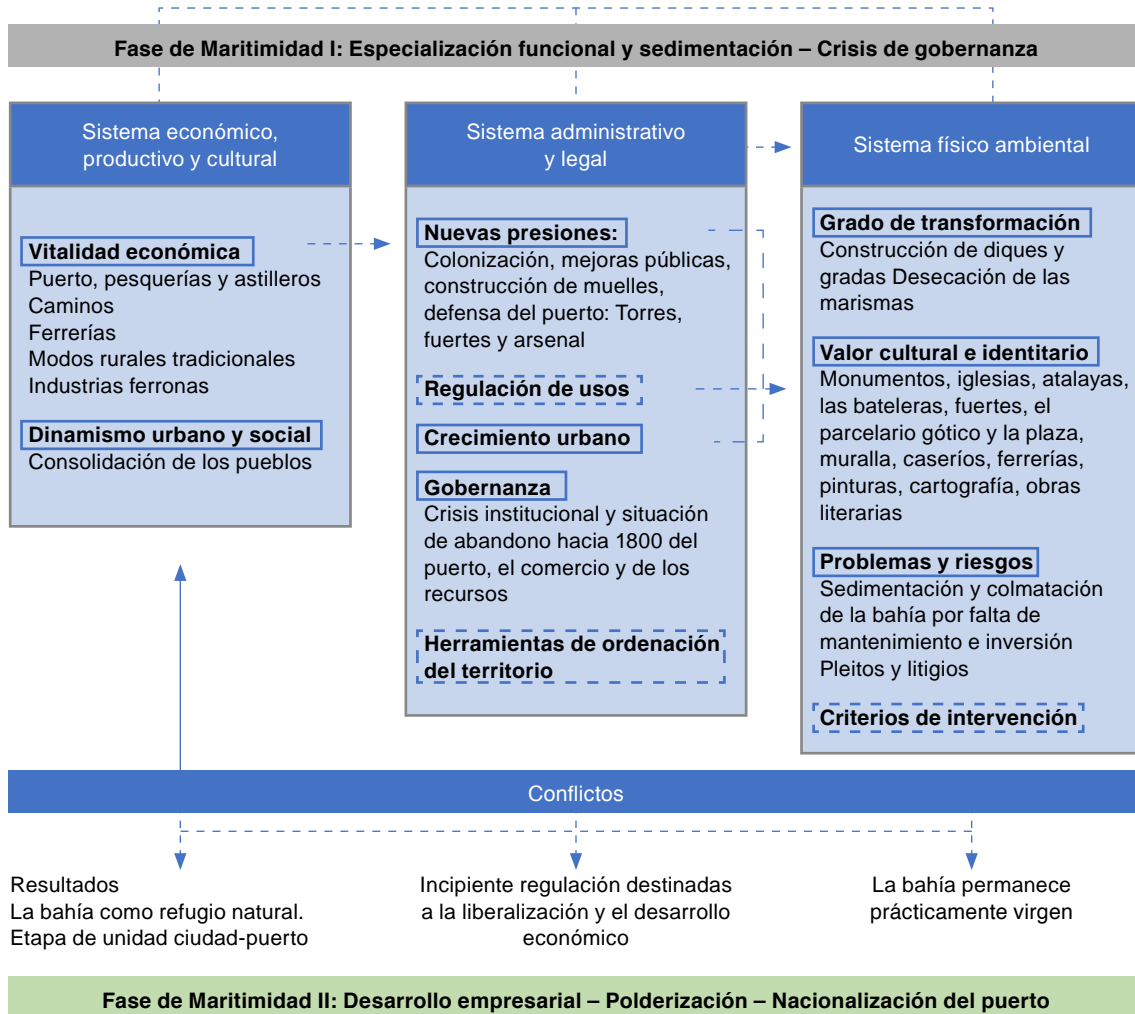 Fase de Maritimidad I: Especialización funcional y sedimentación – Crisis de gobernanza
Sistema económico,
productivo y cultural
Vitalidad económica
Puerto, pesquerías y astilleros
Caminos
Ferrerías
Modos rurales tradicionales
Industrias ferronas
Dinamismo urbano y social
Consolidación de los pueblos
Sistema administrativo
y legal
Nuevas presiones:
Colonización, mejoras públicas,
construcción de muelles,
defensa del puerto: Torres,
fuertes y arsenal
Regulación de usos
Crecimiento urbano
Gobernanza
Crisis institucional y situación
de abandono hacia 1800 del
puerto, el comercio y de los
recursos
Herramientas de ordenación
del territorio
Sistema físico ambiental
Grado de transformación
Construcción de diques y
gradas Desecación de las
marismas
Valor cultural e identitario
Monumentos, iglesias, atalayas,
las bateleras, fuertes, el
parcelario gótico y la plaza,
muralla, caseríos, ferrerías,
pinturas, cartografía, obras
literarias
Problemas y riesgos
Sedimentación y colmatación
de la bahía por falta de
mantenimiento e inversión
Pleitos y litigios
Criterios de intervención
Conflictos
Resultados
La bahía como refugio natural.
Etapa de unidad ciudad-puerto
Incipiente regulación destinadas
a la liberalización y el desarrollo
económico
La bahía permanece
prácticamente virgen
Fase de Maritimidad II: Desarrollo empresarial – Polderización – Nacionalización del puerto